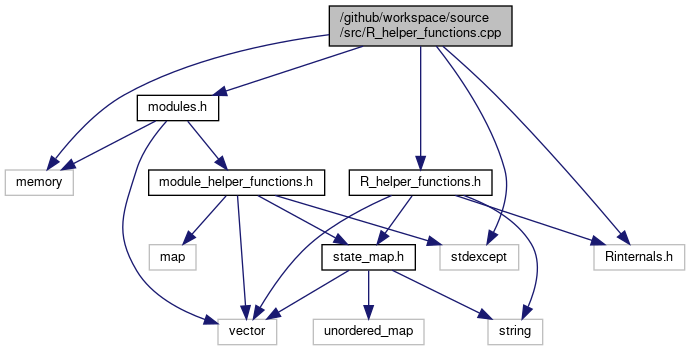 /github/workspace/source
/src/R_helper_functions.cpp
modules.h
memory
module_helper_functions.h
R_helper_functions.h
map
state_map.h
stdexcept
Rinternals.h
vector
unordered_map
string